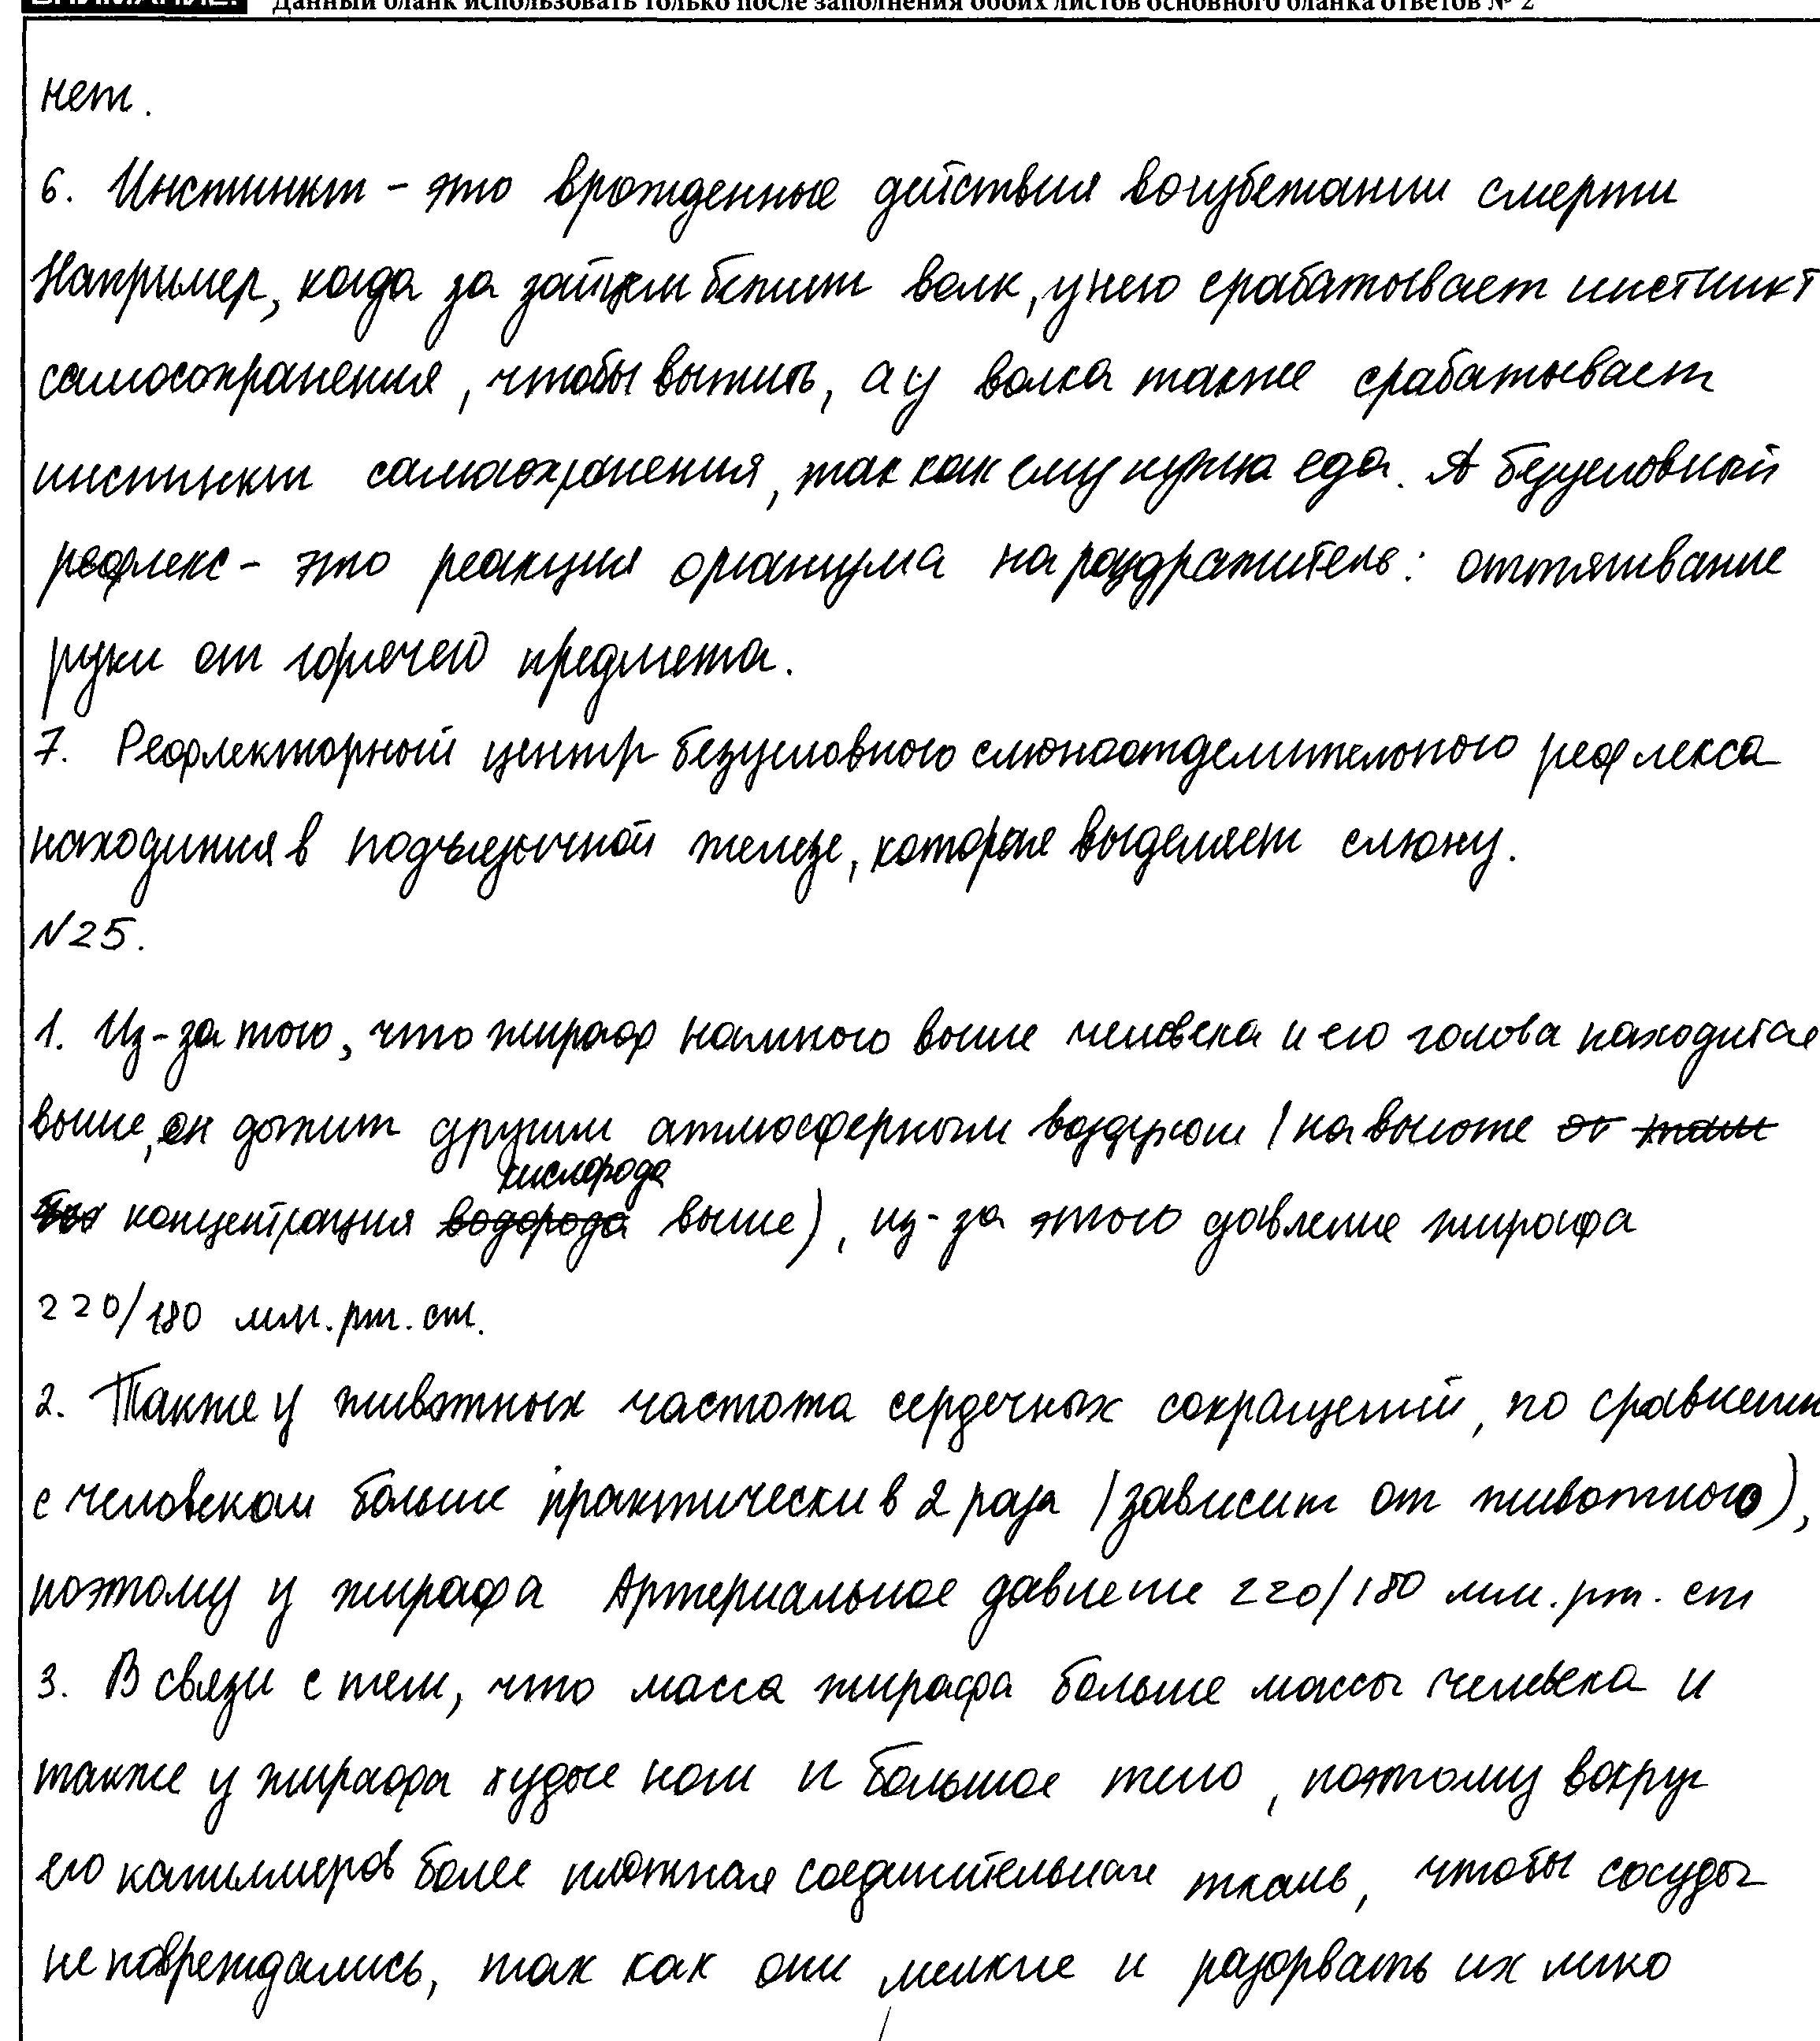 ВНИМАНИЕ! Данный бланк использовать только после заполнения обоих листов основного бланка ответов № 2
нет.
6. Инстинкт - это врожденные действия воизбежании смерти
Например, когда за зайцем бежит волк, у него срабатывает инстинкт
самосохранения, чтобы выжить, а у волка также срабатывает
инстинкт самосохранения, так как ему нужна еда. А безусловный
рефлекс - это реакция организма на раздражитель: оттягивание
руки от горячего предмета.
7. Рефлекторный центр безусловного слюноотделительного рефлекса
находится в подъязычной железе, которая выделяет слюну.
N25.
1. Из-за того, что жираф намного выше человека и его голова находится
выше, он дышит другим атмосферным воздухом (на высоте от там
концентрация водорода кислорода выше), из-за этого давление жирафа
220/180 мм.рт.ст.
2. Также у животных частота сердечных сокращений, по сравнению
с человеком больше практически в 2 раза (зависит от животного),
поэтому у жирафа Артериальное давление 220/180 мм.рт.ст
3. В связи с тем, что масса жирафа больше массы человека и
также у жирафа худые ноги и большое тело, поэтому вокруг
его капилляров более плотная соединительная ткань, чтобы сосуды
не повреждались, так как они мелкие и разорвать их легко